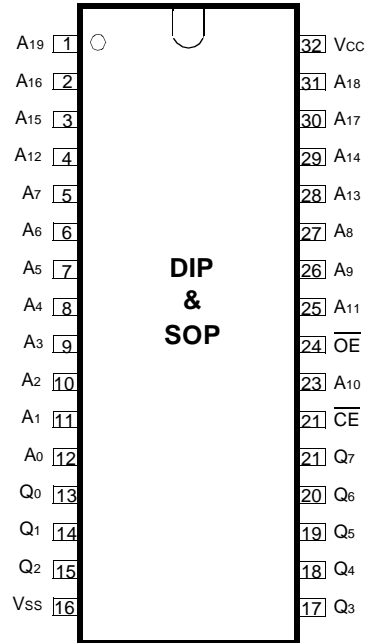 A19 1 32 VCC
A16 2 31 A18
A15 3 30 A17
A12 4 29 A14
A7 5 28 A13
A6 6 27 A8
A5 7 DIP 26 A9
A4 8 & 25 A11
A3 9 SOP 24 OE
A2 10 23 A10
A1 11 21 CE
A0 12 21 Q7
Q0 13 20 Q6
Q1 14 19 Q5
Q2 15 18 Q4
VSS 16 17 Q3